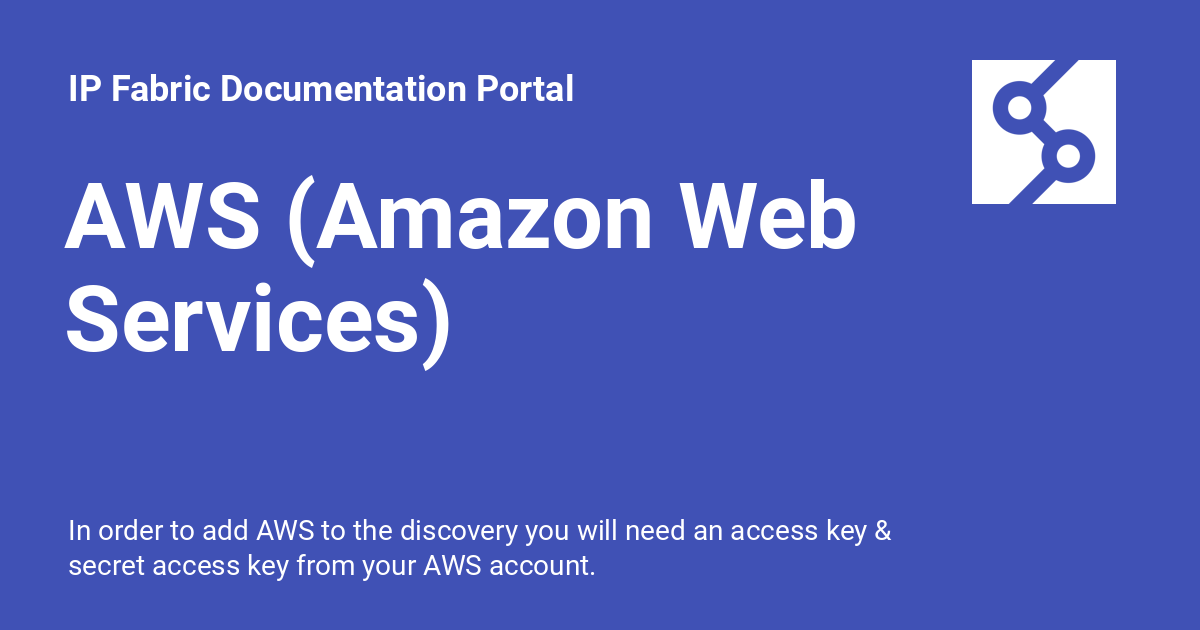 IP Fabric Documentation Portal
AWS (Amazon Web
Services)
In order to add AWS to the discovery you will need an access key &
secret access key from your AWS account.